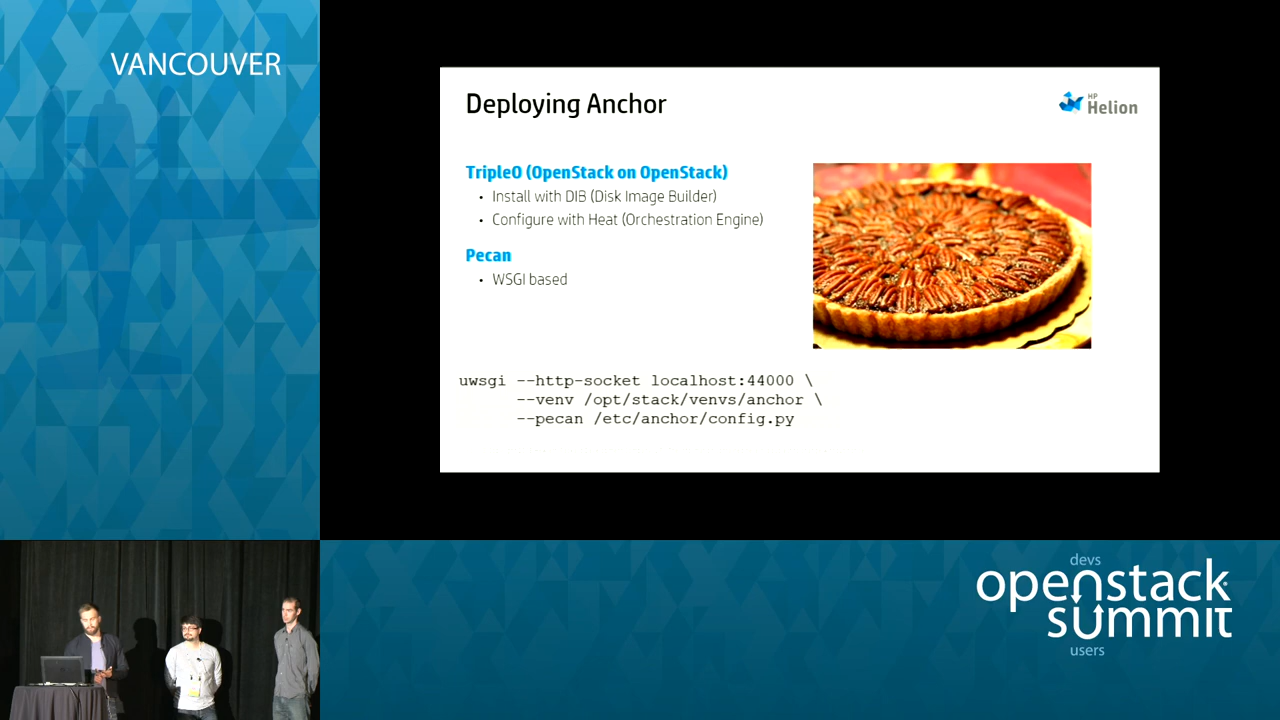 VANCOUVER
Deploying Anchor
HP
Helion
TripleO (OpenStack on OpenStack)
• Install with DIB (Disk Image Builder)
• Configure with Heat (Orchestration Engine)
Pecan
• WSGI based
uwsgi --http-socket localhost:44000 \
--venv /opt/stack/venvs/anchor \
--pecan /etc/anchor/config.py
devs
openstack
summit
users